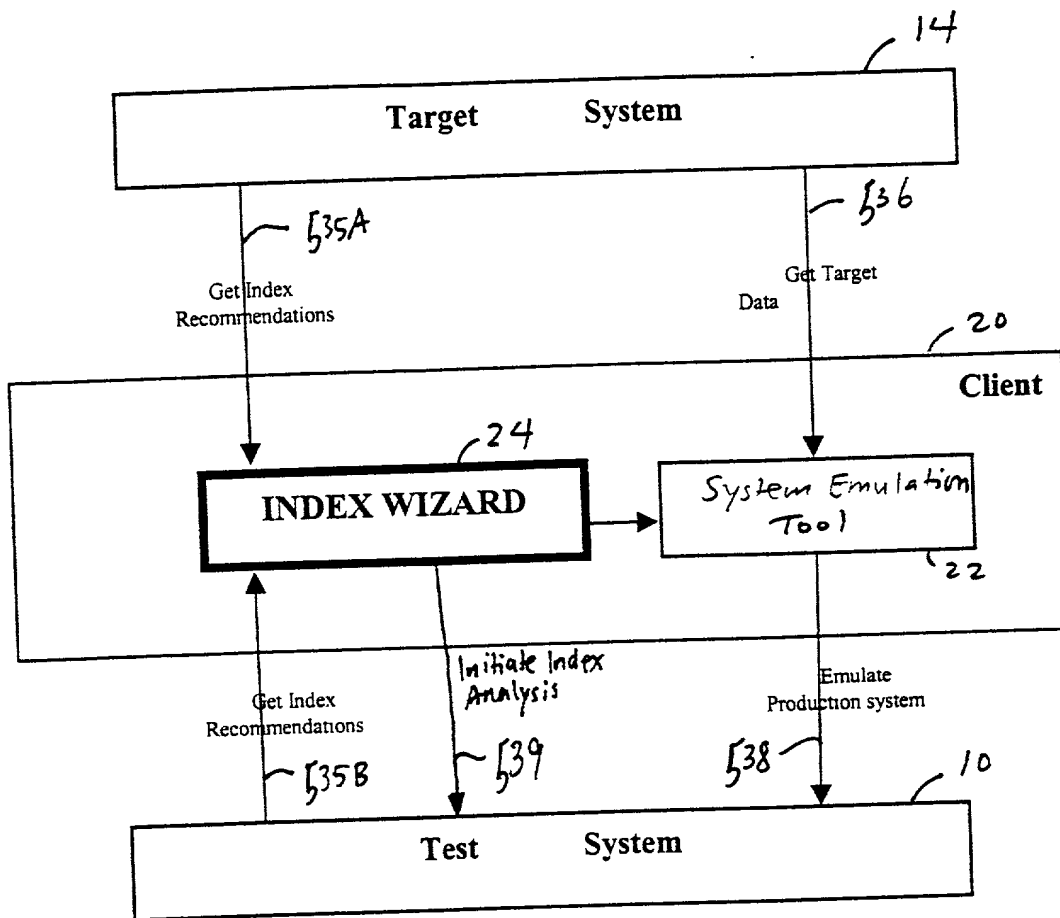 14
Target System
535A
536
Get Index
Recommendations
Get Target
Data
20
Client
24
INDEX WIZARD
System Emulation
Tool
22
Initiate Index
Analysis
Get Index
Recommendations
Emulate
Production system
535B
539
538
10
Test System